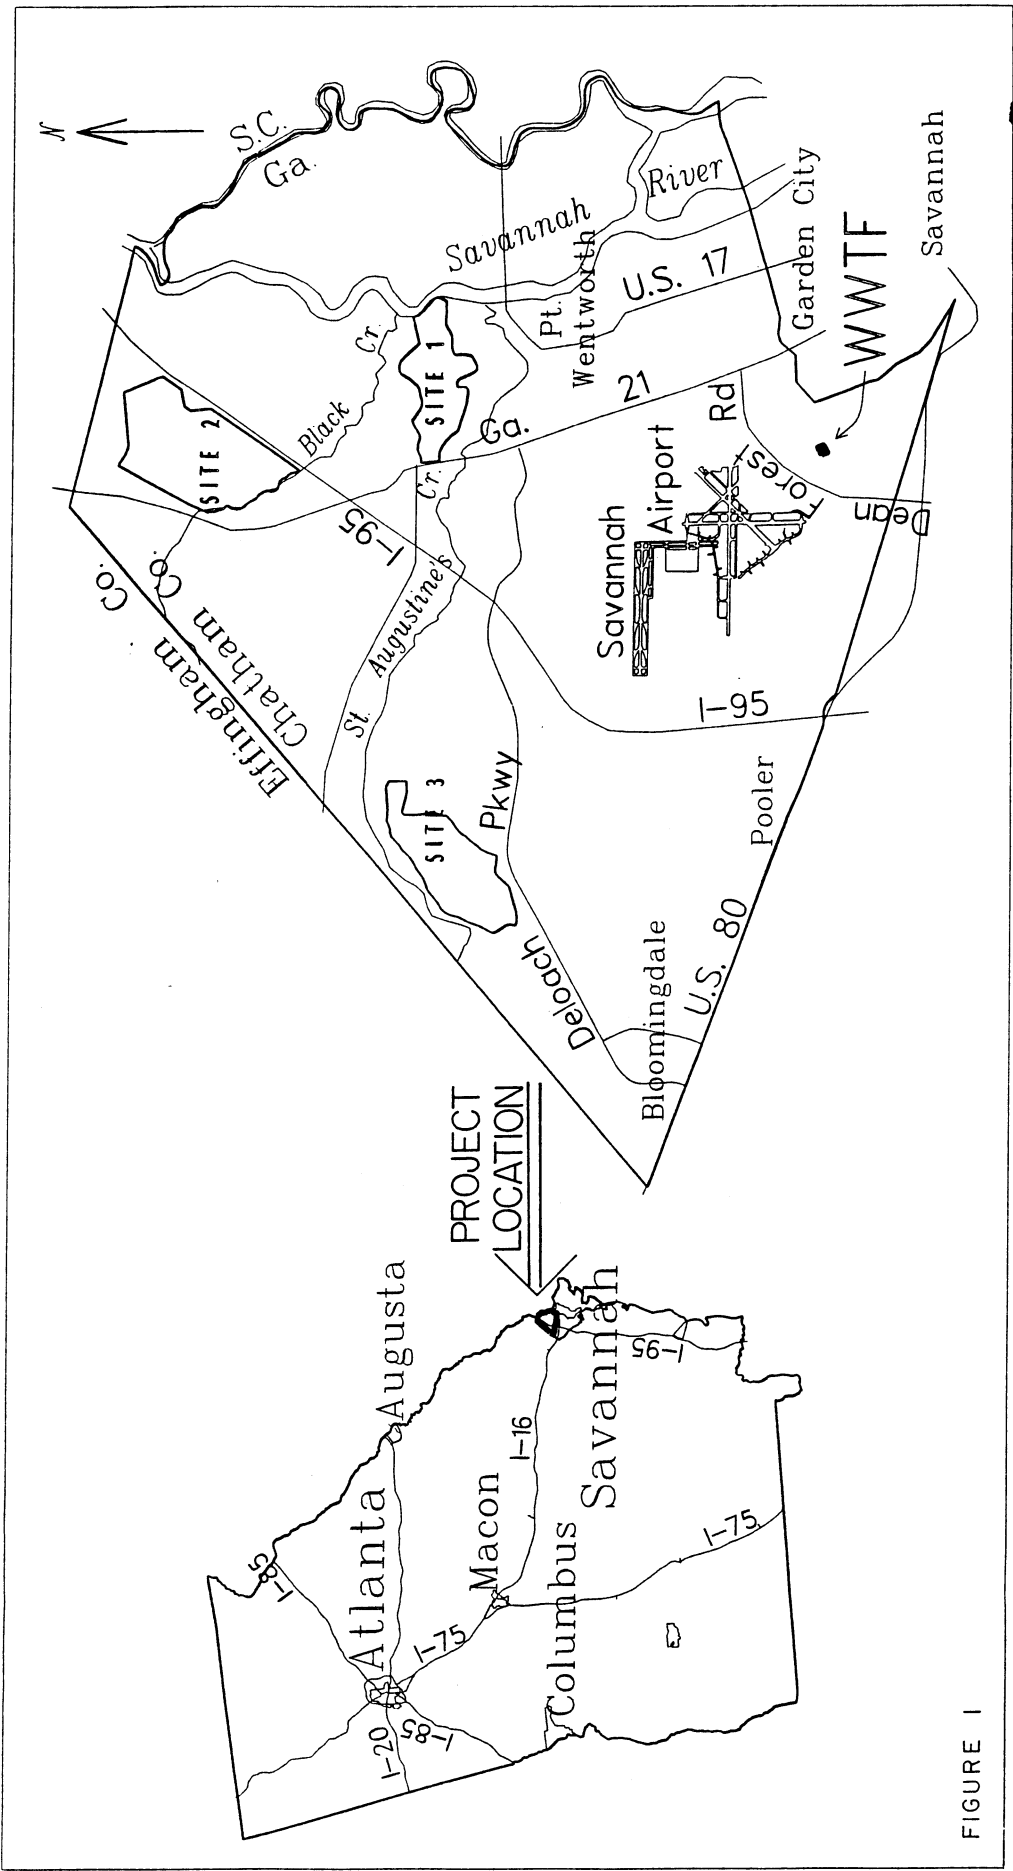 N
S.C.
Ga.
Effingham Co.
Chatham Co.
SITE 2
Black Cr.
I-95
SITE 1
Savannah River
Pt.
Wentworth
U.S. 17
Ga. 21
St. Augustine's Cr.
SITE 3
Deloach Pkwy
Savannah
Airport
Dean Forest Rd
Garden City
WWTF
Savannah
I-95
Pooler
Bloomingdale
U.S. 80
PROJECT
LOCATION
Augusta
Atlanta
Macon
Columbus
Savannah
I-85
I-20
I-85
I-75
I-16
I-95
I-75
FIGURE 1